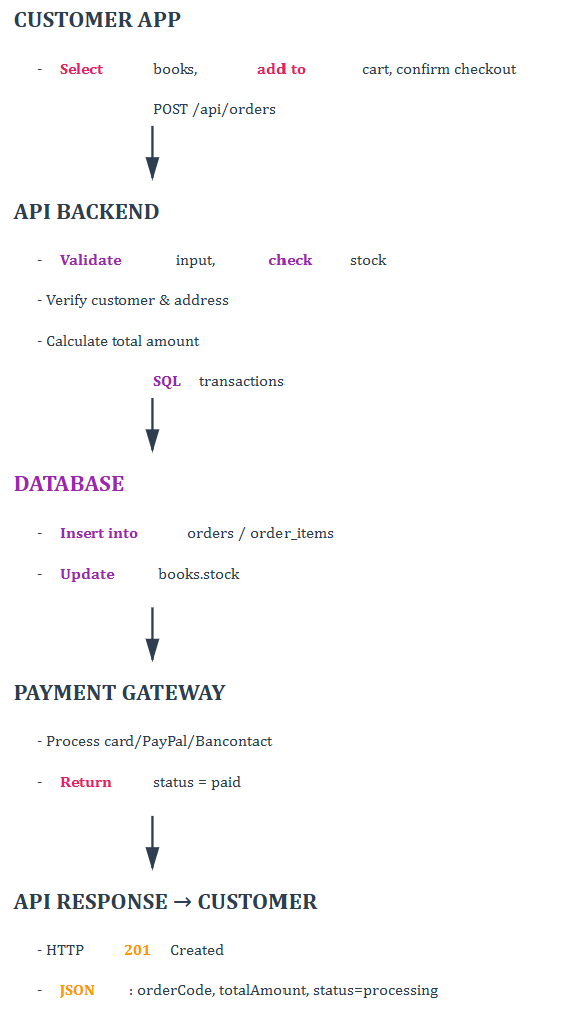 CUSTOMER APP
- Select books, add to cart, confirm checkout
POST /api/orders
API BACKEND
- Validate input, check stock
- Verify customer & address
- Calculate total amount
SQL transactions
DATABASE
- Insert into orders / order_items
- Update books.stock
PAYMENT GATEWAY
- Process card/PayPal/Bancontact
- Return status = paid
API RESPONSE → CUSTOMER
- HTTP 201 Created
- JSON : orderCode, totalAmount, status=processing